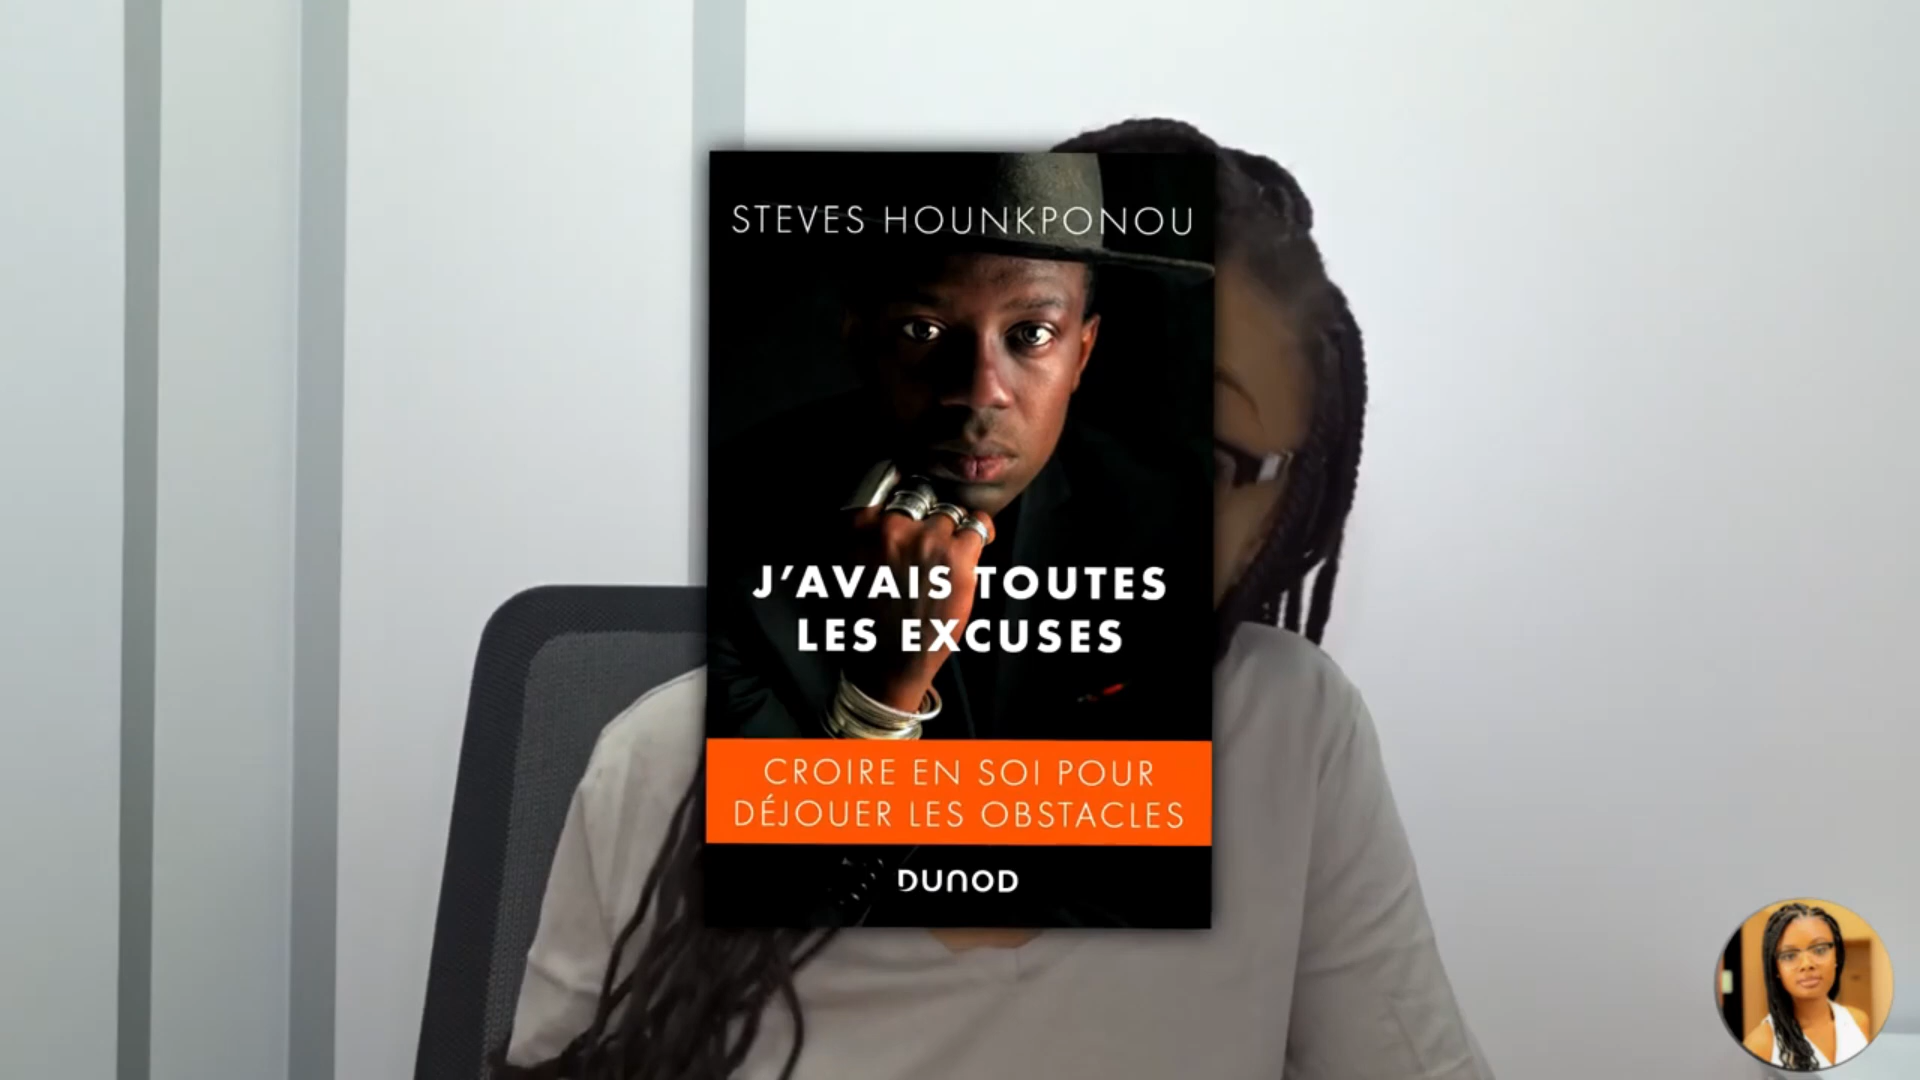 STEVES HOUNKPONOU
J'AVAIS TOUTES
LES EXCUSES
CROIRE EN SOI POUR
DÉJOUER LES OBSTACLES
DUNOD